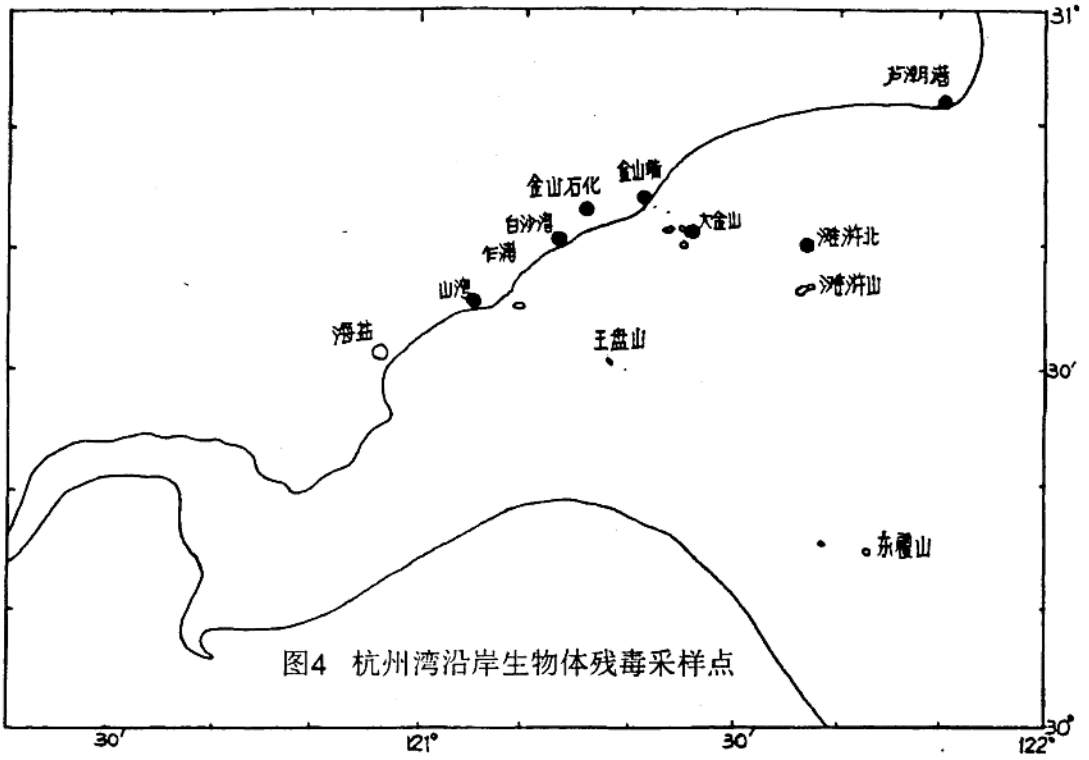 31°
芦潮港
金山嘴
金山石化
大金山
白沙湾
滩浒北
乍浦
山湾
滩浒山
海盐
王盘山
30′
东霍山
图4 杭州湾沿岸生物体残毒采样点
30°
30′
121°
30′
122°